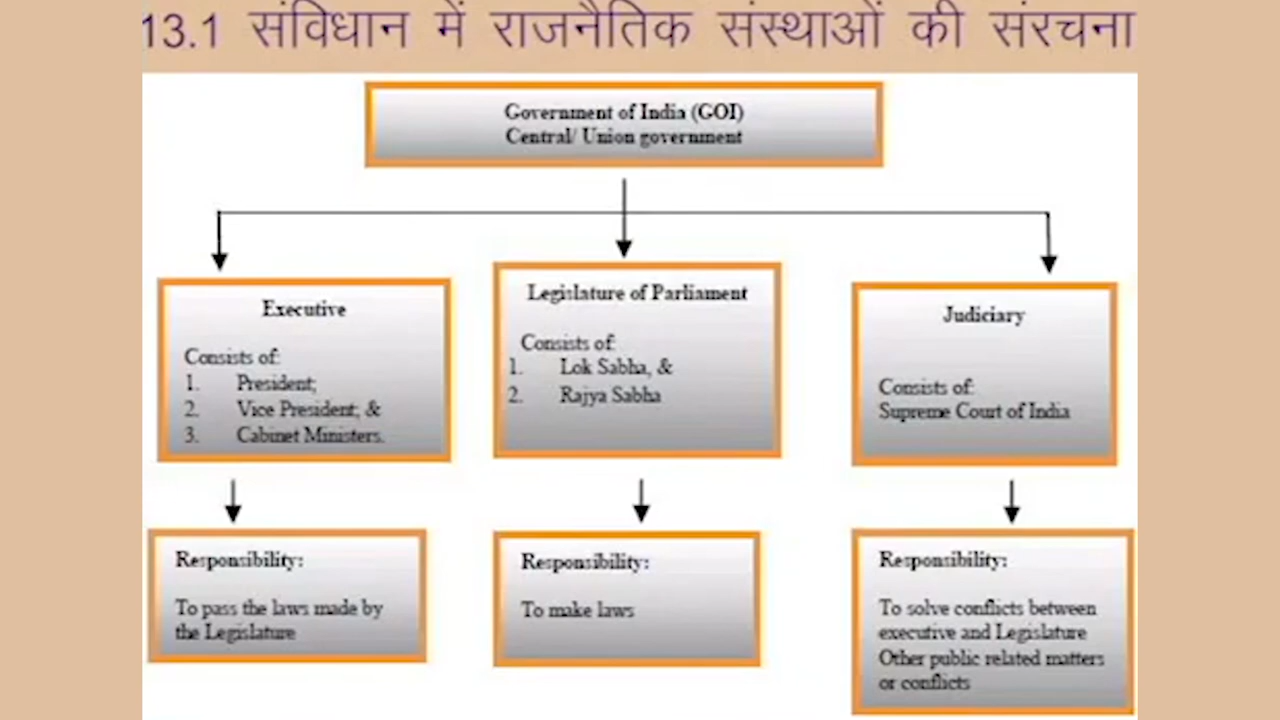 13.1 संविधान में राजनैतिक संस्थाओं की संरचना
Government of India (GOI)
Central/ Union government
Executive
Consists of:
1. President;
2. Vice President; &
3. Cabinet Ministers.
Legislature of Parliament
Consists of:
1. Lok Sabha, &
2. Rajya Sabha
Judiciary
Consists of:
Supreme Court of India
Responsibility:
To pass the laws made by
the Legislature
Responsibility:
To make laws
Responsibility:
To solve conflicts between
executive and Legislature
Other public related matters
or conflicts